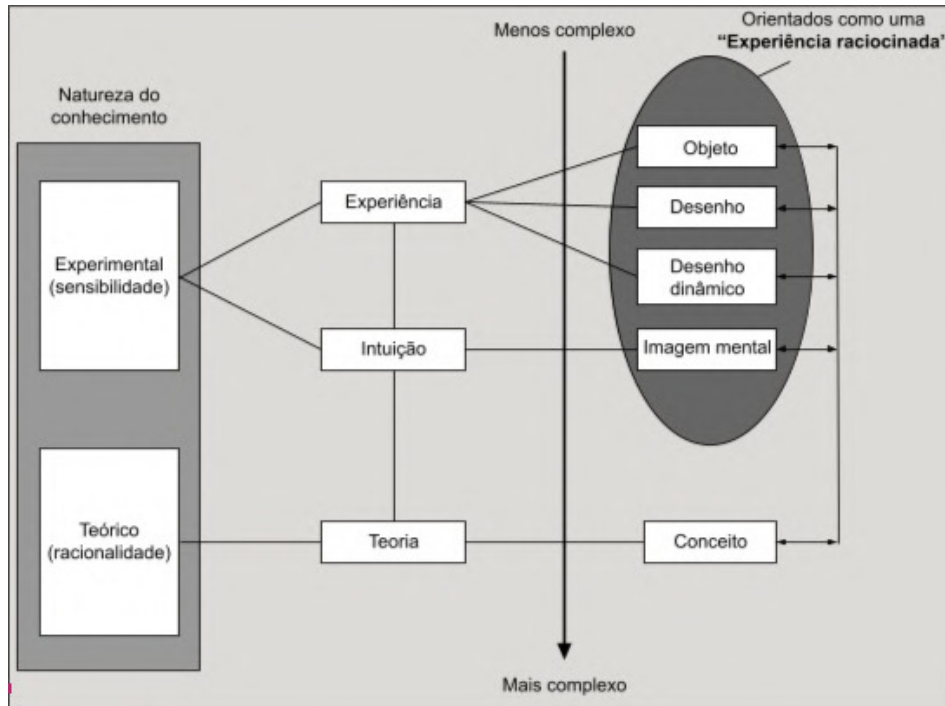 Menos complexo
Orientados como uma
“Experiência raciocinada”
Natureza do
conhecimento
Objeto
Experiência
Desenho
Experimental
(sensibilidade)
Desenho
dinâmico
Intuição
Imagem mental
Teórico
(racionalidade)
Teoria
Conceito
Mais complexo